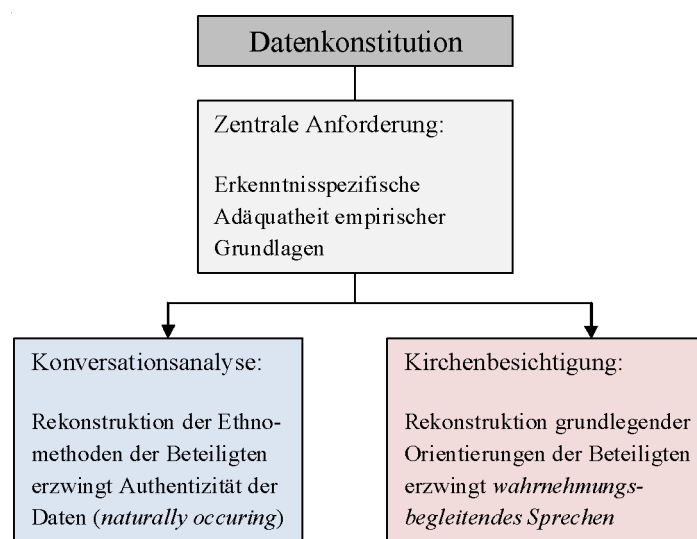 Datenkonstitution
Zentrale Anforderung:
Erkenntnisspezifische
Adäquatheit empirischer
Grundlagen
Konversationsanalyse:
Rekonstruktion der Ethno-
methoden der Beteiligten
erzwingt Authentizität der
Daten (naturally occuring)
Kirchenbesichtigung:
Rekonstruktion grundlegender
Orientierungen der Beteiligten
erzwingt wahrnehmungs-
begleitendes Sprechen